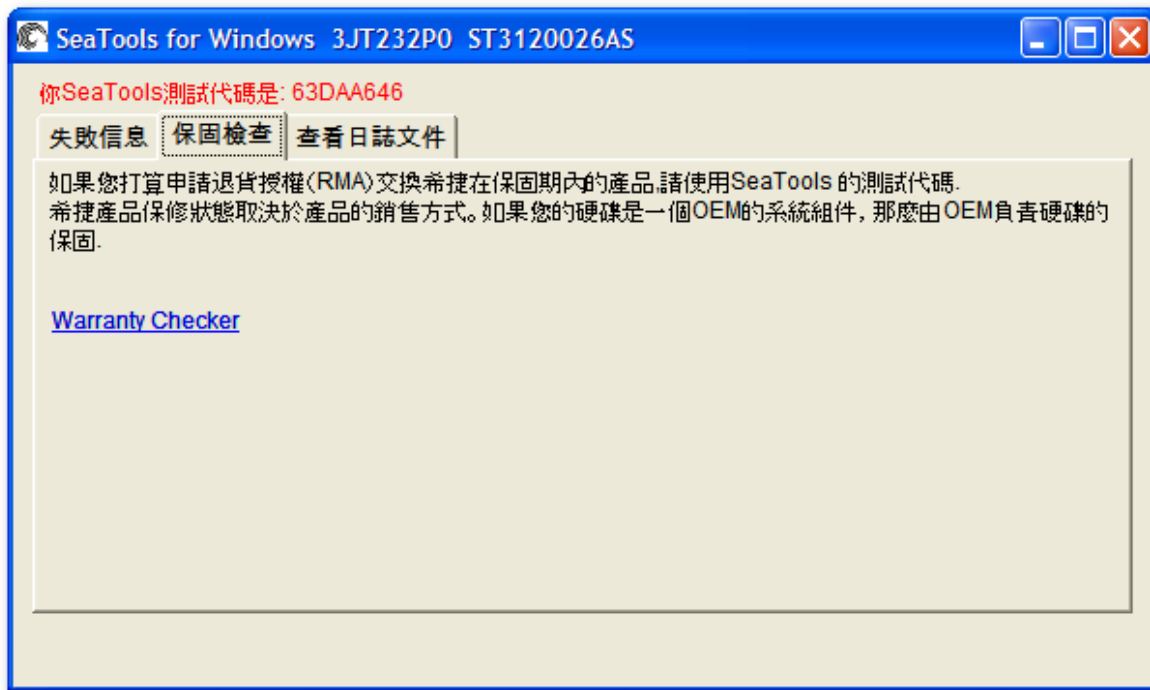 SeaTools for Windows 3JT232P0 ST3120026AS
你SeaTools測試代碼是: 63DAA646
失敗信息 保固檢查 查看日誌文件
如果您打算申請退貨授權(RMA)交換希捷在保固期內的產品,請使用SeaTools 的測試代碼.
希捷產品保修狀態取決於產品的銷售方式。如果您的硬碟是一個OEM的系統組件, 那麼由OEM負責硬碟的
保固.
Warranty Checker